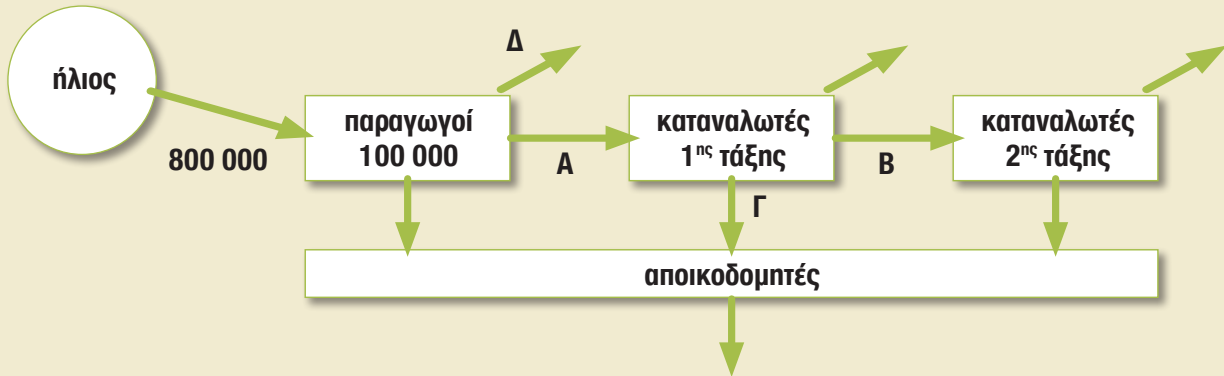 Δ
ήλιος
παραγωγοί
100 000
καταναλωτές
1ης τάξης
καταναλωτές
2ης τάξης
800 000
Α
Β
Γ
αποικοδομητές